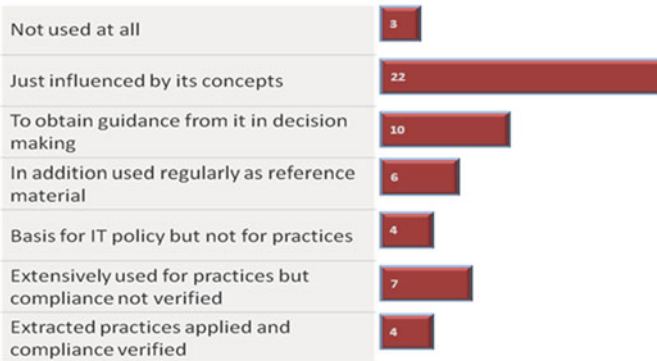 Not used at all 3
Just influenced by its concepts 22
To obtain guidance from it in decision
making 10
In addition used regularly as reference
material 6
Basis for IT policy but not for practices 4
Extensively used for practices but
compliance not verified 7
Extracted practices applied and
compliance verified 4